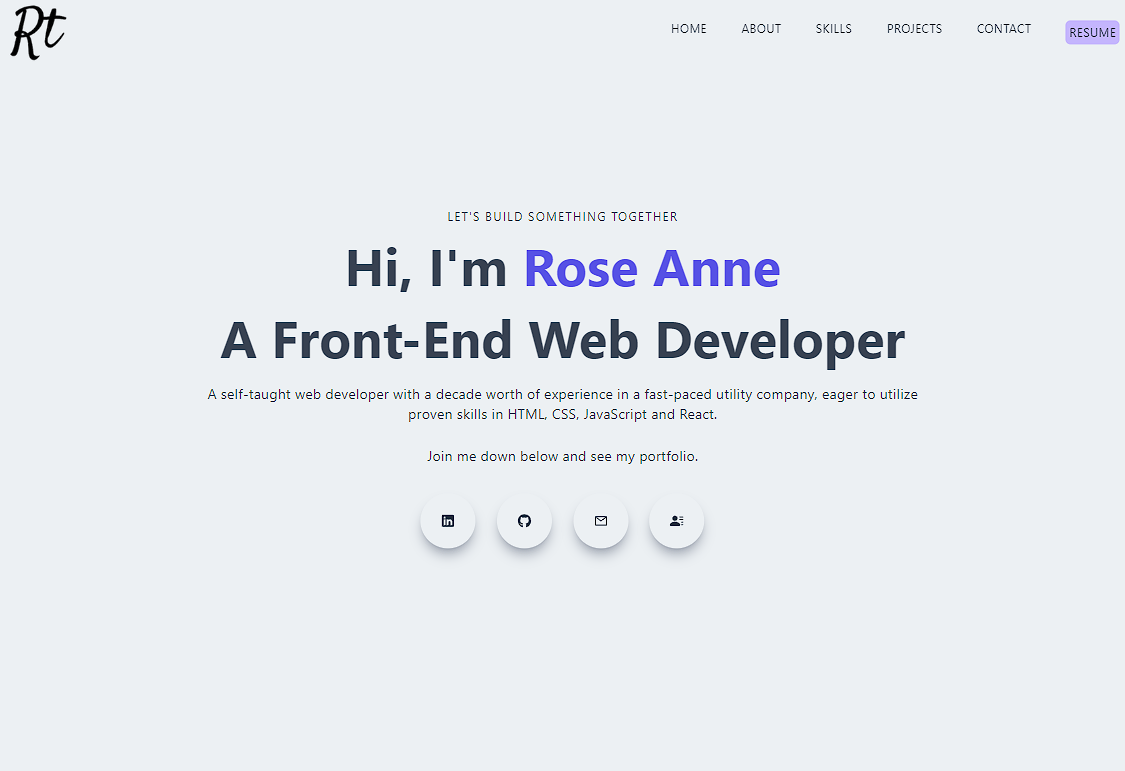 Rt
HOME ABOUT SKILLS PROJECTS CONTACT RESUME
LET'S BUILD SOMETHING TOGETHER
Hi, I'm Rose Anne
A Front-End Web Developer
A self-taught web developer with a decade worth of experience in a fast-paced utility company, eager to utilize
proven skills in HTML, CSS, JavaScript and React.
Join me down below and see my portfolio.
in